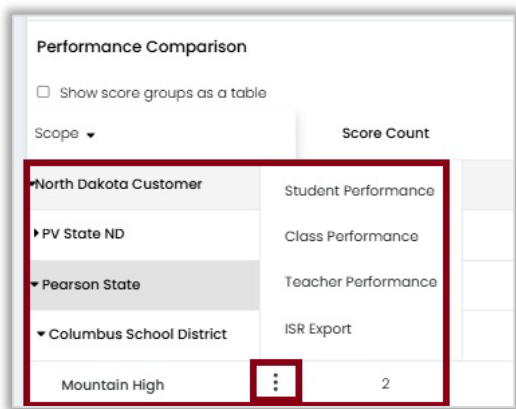 Performance Comparison
Show score groups as a table
Scope Score Count
North Dakota Customer Student Performance
PV State ND Class Performance
Pearson State Teacher Performance
Columbus School District ISR Export
Mountain High 2